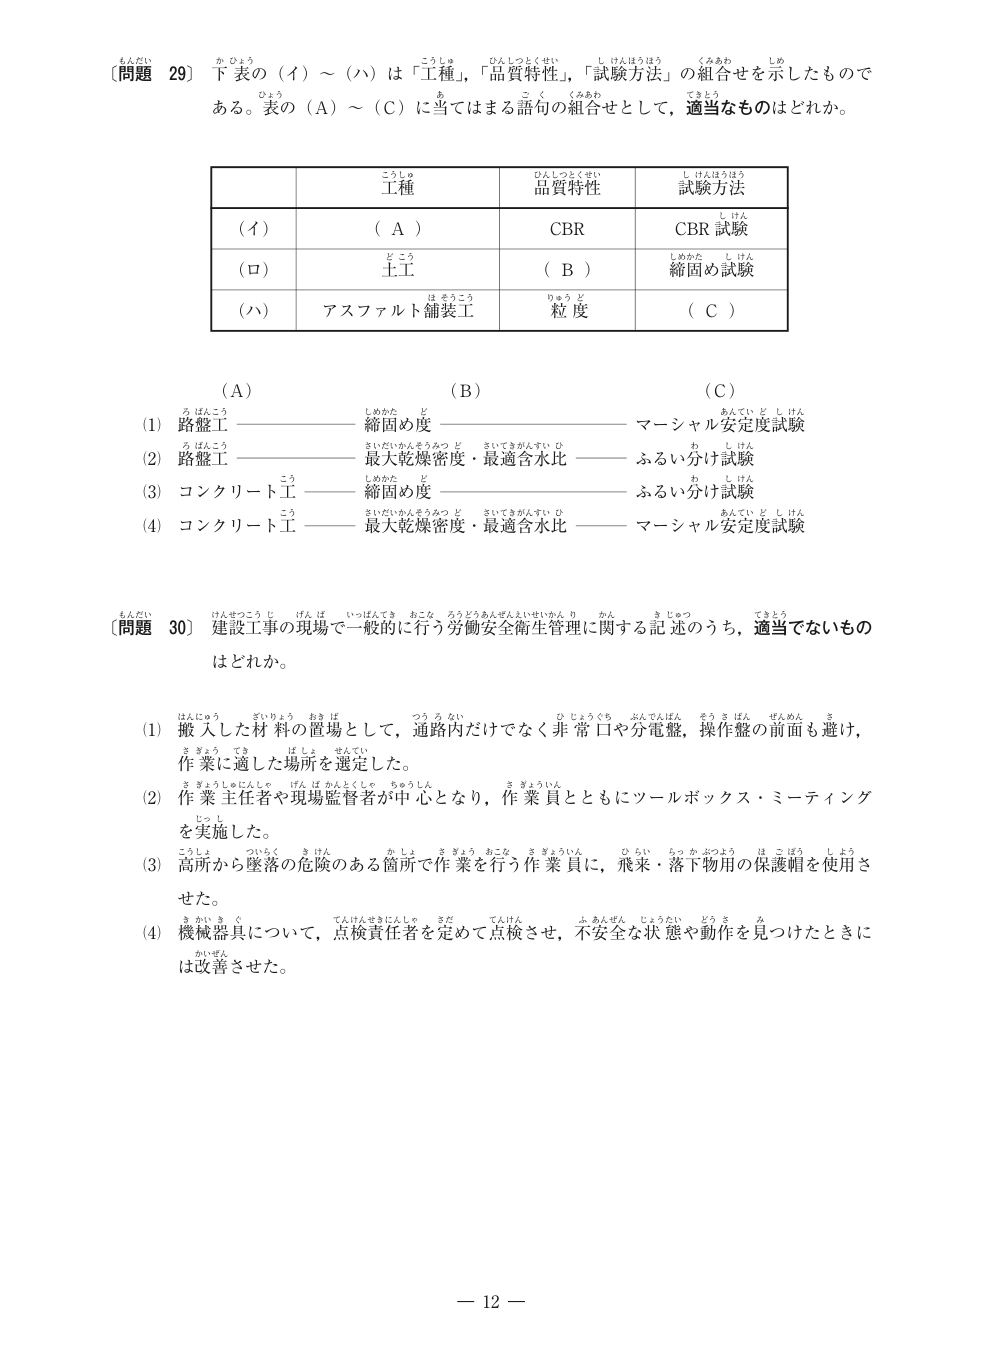 〔問題 29〕 下表の（イ）～（ハ）は「工種」，「品質特性」，「試験方法」の組合せを示したもので
ある。表の（A）～（C）に当てはまる語句の組合せとして，適当なものはどれか。
工種 品質特性 試験方法
（イ） （ A ） CBR CBR 試験
（ロ） 土工 （ B ） 締固め試験
（ハ） アスファルト舗装工 粒度 （ C ）
（A） （B） （C）
(1) 路盤工 ――― 締固め度 ――― マーシャル安定度試験
(2) 路盤工 ――― 最大乾燥密度・最適含水比 ――― ふるい分け試験
(3) コンクリート工 ――― 締固め度 ――― ふるい分け試験
(4) コンクリート工 ――― 最大乾燥密度・最適含水比 ――― マーシャル安定度試験
〔問題 30〕 建設工事の現場で一般的に行う労働安全衛生管理に関する記述のうち，適当でないもの
はどれか。
(1) 搬入した材料の置場として，通路内だけでなく非常口や分電盤，操作盤の前面も避け，
作業に適した場所を選定した。
(2) 作業主任者や現場監督者が中心となり，作業員とともにツールボックス・ミーティング
を実施した。
(3) 高所から墜落の危険のある箇所で作業を行う作業員に，飛来・落下物用の保護帽を使用さ
せた。
(4) 機械器具について，点検責任者を定めて点検させ，不安全な状態や動作を見つけたときに
は改善させた。
― 12 ―